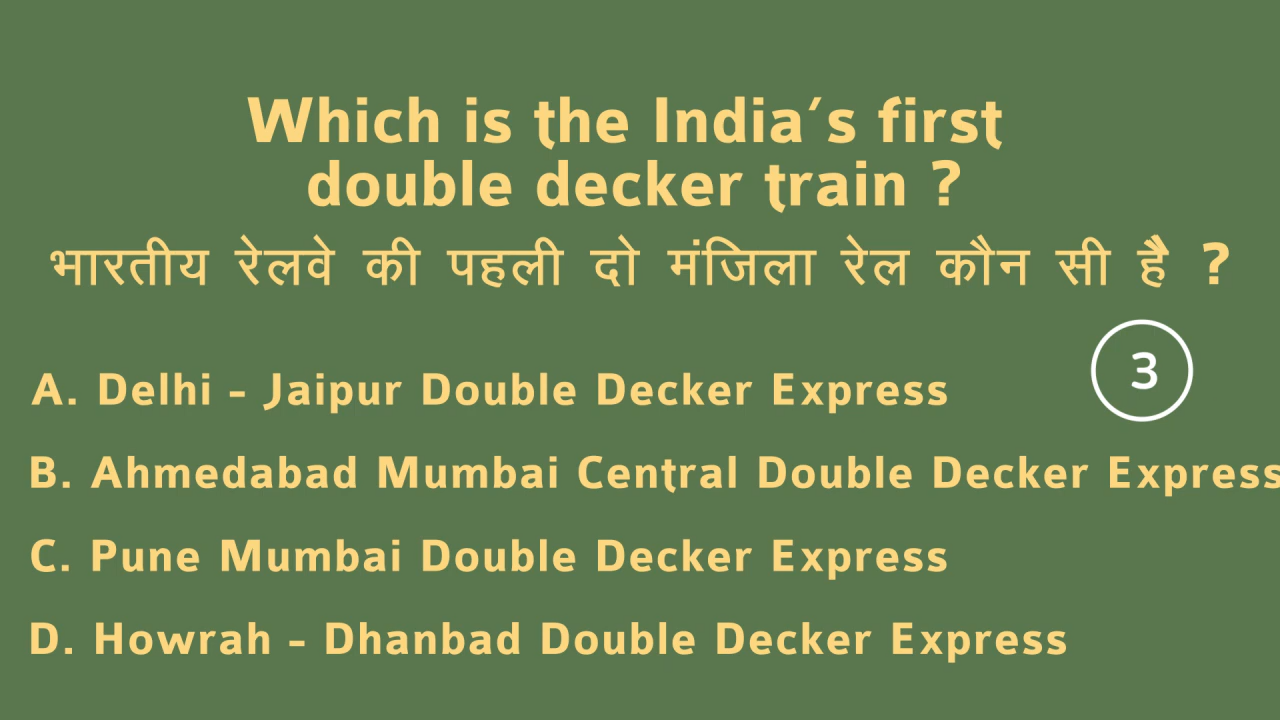 Which is the India's first
double decker train ?
भारतीय रेलवे की पहली दो मंजिला रेल कौन सी है ?
3
A. Delhi - Jaipur Double Decker Express
B. Ahmedabad Mumbai Central Double Decker Express
C. Pune Mumbai Double Decker Express
D. Howrah - Dhanbad Double Decker Express